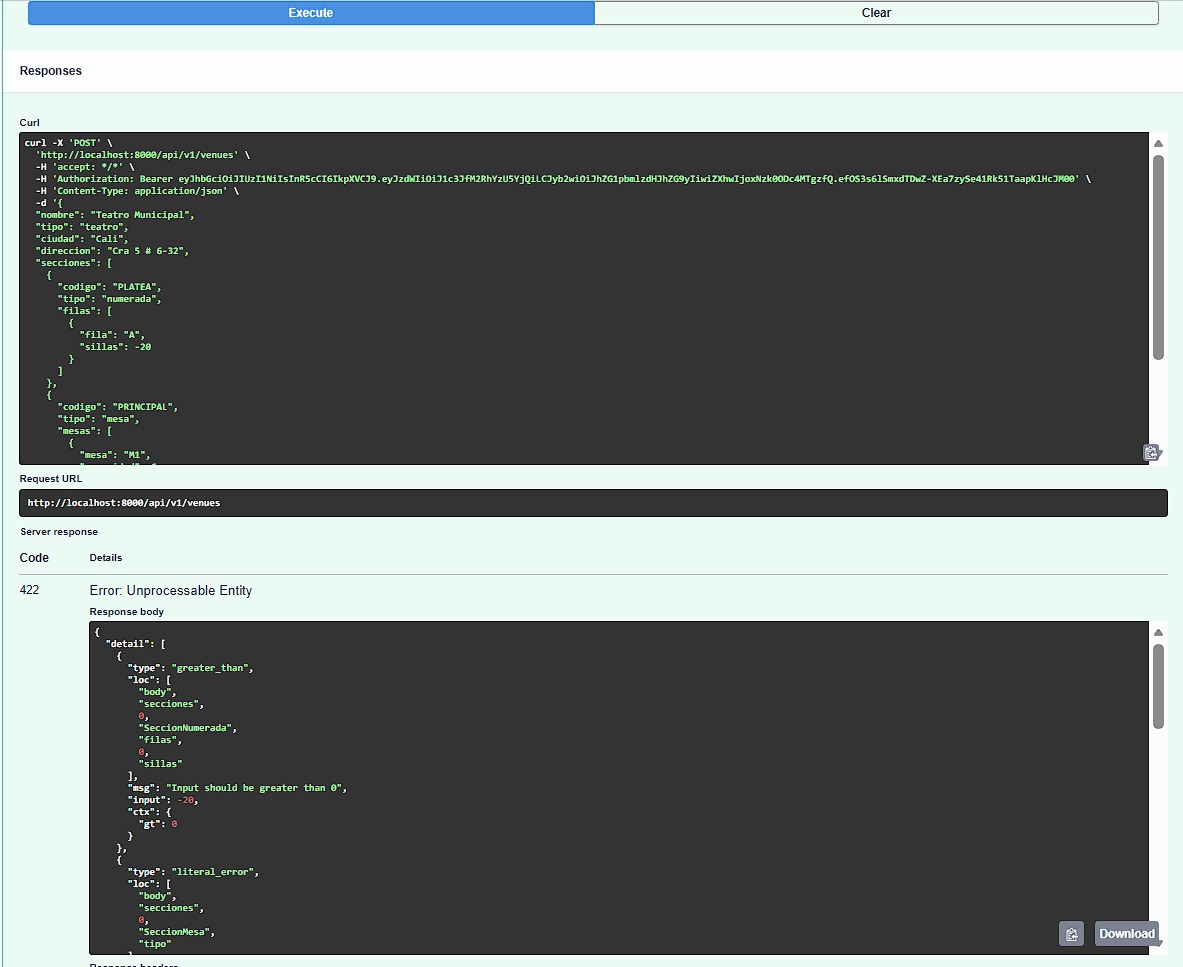 Execute
Clear
Responses
Curl
curl -X 'POST' \
'http://localhost:8000/api/v1/venues' \
-H 'accept: */*' \
-H 'Authorization: Bearer
-H 'Content-Type: application/json' \
-d '{
"nombre": "Teatro Municipal",
"tipo": "teatro",
"ciudad": "Cali",
"direccion": "Cra 5 # 6-32",
"secciones": [
{
"codigo": "PLATEA",
"tipo": "numerada",
"filas": [
{
"fila": "A",
"sillas": -20
}
]
},
{
"codigo": "PRINCIPAL",
"tipo": "mesa",
"mesas": [
{
"mesa": "M1",
Request URL
http://localhost:8000/api/v1/venues
Server response
Code
Details
422
Error: Unprocessable Entity
Response body
{
"detail": [
{
"type": "greater_than",
"loc": [
"body",
"secciones",
0,
"SeccionNumerada",
"filas",
0,
"sillas"
],
"msg": "Input should be greater than 0",
"input": -20,
"ctx": {
"gt": 0
}
},
{
"type": "literal_error",
"loc": [
"body",
"secciones",
0,
"SeccionMesa",
"tipo"
Download
Response headers